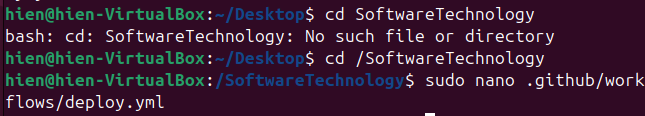 hien@hien-VirtualBox:~/Desktop$ cd SoftwareTechnology
bash: cd: SoftwareTechnology: No such file or directory
hien@hien-VirtualBox:~/Desktop$ cd /SoftwareTechnology
hien@hien-VirtualBox:/SoftwareTechnology$ sudo nano .github/work
flows/deploy.yml